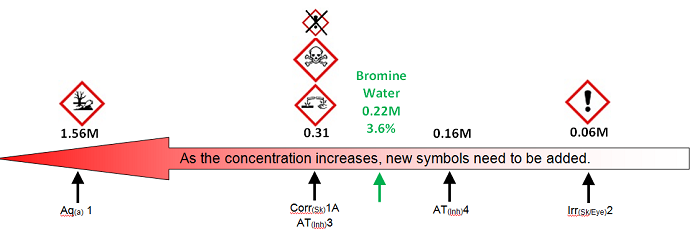 Bromine
Water
0.22M
3.6%
1.56M
0.31
0.16M
0.06M
As the concentration increases, new symbols need to be added.
Aq(a) 1
Corr(Sk)1A
AT(Inh)3
AT(Inh)4
Irr(Sk/Eye)2